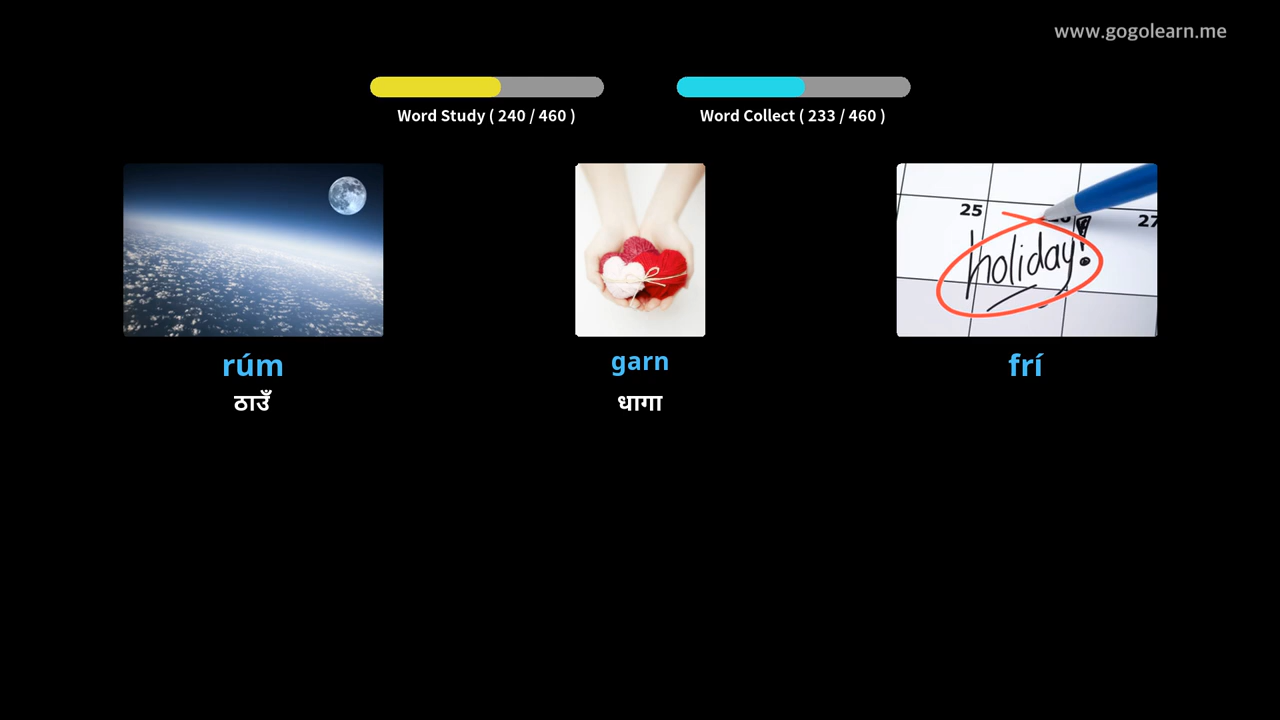 www.gogolearn.me
Word Study ( 240 / 460 )
Word Collect ( 233 / 460 )
25
27
holiday!
rúm
garn
frí
ठाउँ
धागा